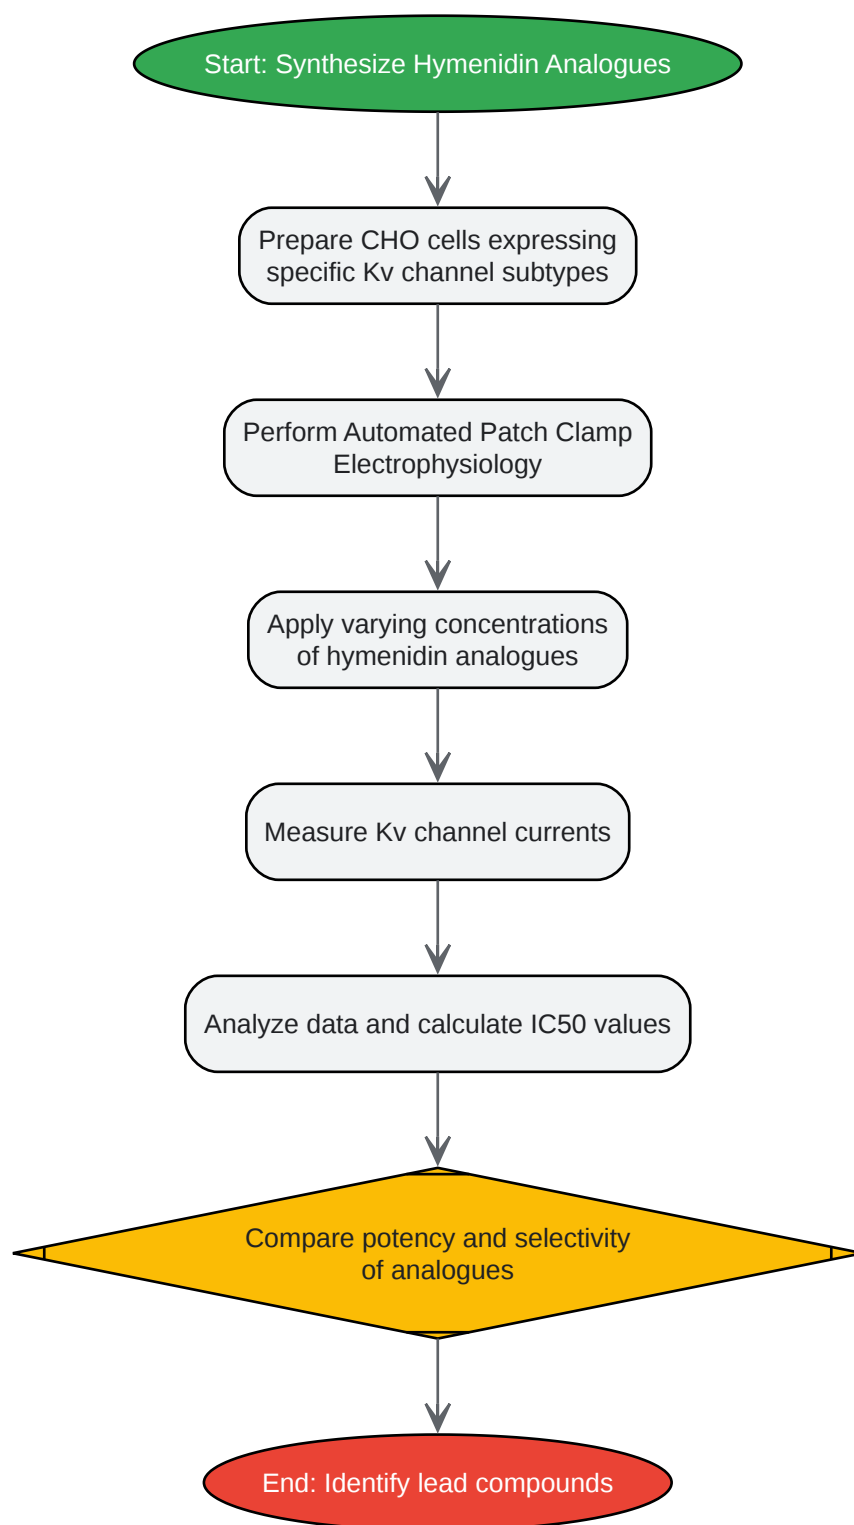 Start: Synthesize Hymenidin Analogues
Prepare CHO cells expressing
specific Kv channel subtypes
Perform Automated Patch Clamp
Electrophysiology
Apply varying concentrations
of hymenidin analogues
Measure Kv channel currents
Analyze data and calculate IC50 values
Compare potency and selectivity
of analogues
End: Identify lead compounds